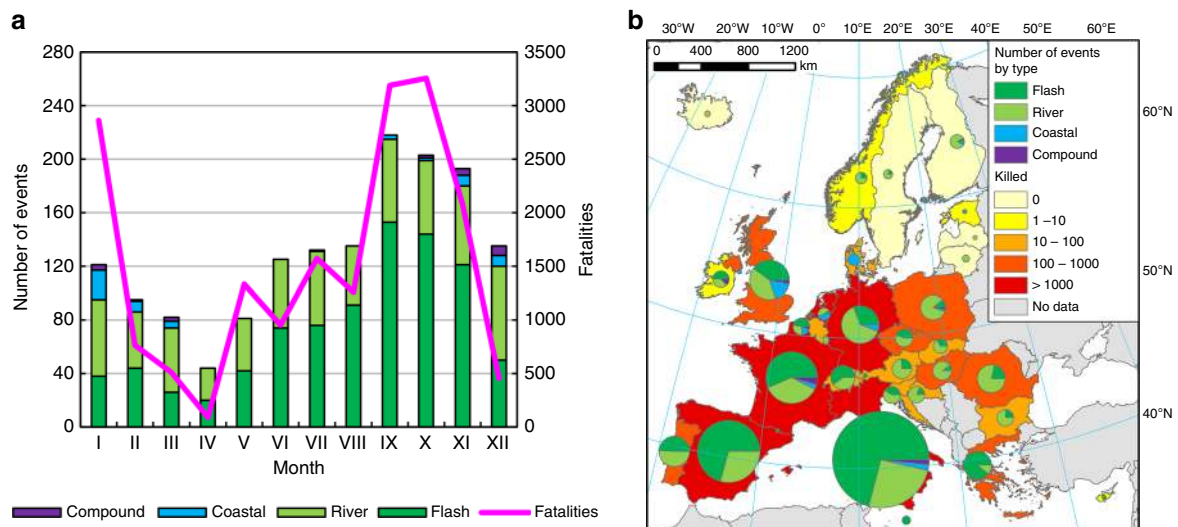 a
280
240
200
160
120
80
40
0
Number of events
3500
3000
2500
2000
1500
1000
500
0
Fatalities
I II III IV V VI VII VIII IX X XI XII
Month
Compound Coastal River Flash Fatalities
b
30°W 20°W 10°W 0° 10°E 20°E 30°E 40°E 60°E
0 400 800 1200
km
Number of events
by type
Flash
River
Coastal
Compound
Killed
0
1 –10
10 – 100
100 – 1000
> 1000
No data
60°N
50°N
40°N